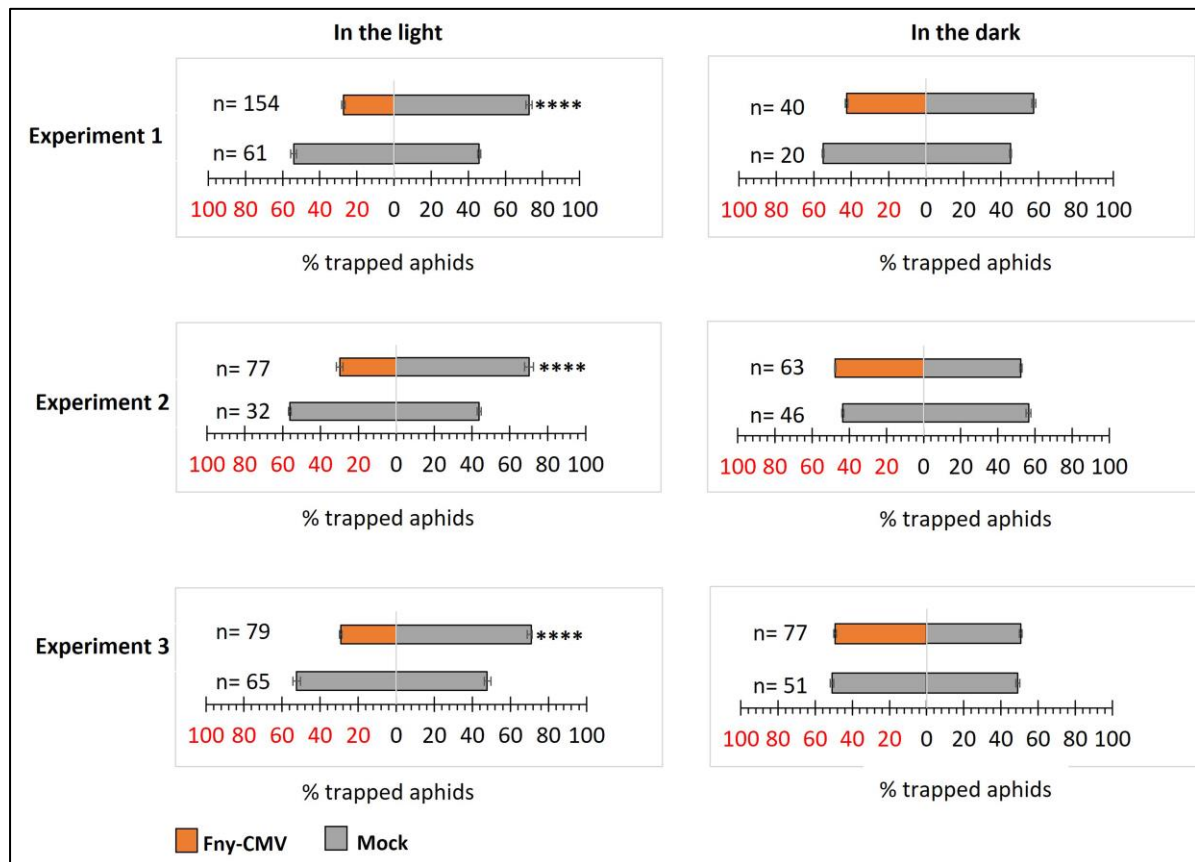 In the light
In the dark
Experiment 1
n= 154
****
n= 61
100 80 60 40 20 0 20 40 60 80 100
% trapped aphids
n= 40
n= 20
100 80 60 40 20 0 20 40 60 80 100
% trapped aphids
Experiment 2
n= 77
****
n= 32
100 80 60 40 20 0 20 40 60 80 100
% trapped aphids
n= 63
n= 46
100 80 60 40 20 0 20 40 60 80 100
% trapped aphids
Experiment 3
n= 79
****
n= 65
100 80 60 40 20 0 20 40 60 80 100
% trapped aphids
n= 77
n= 51
100 80 60 40 20 0 20 40 60 80 100
% trapped aphids
Fny-CMV
Mock